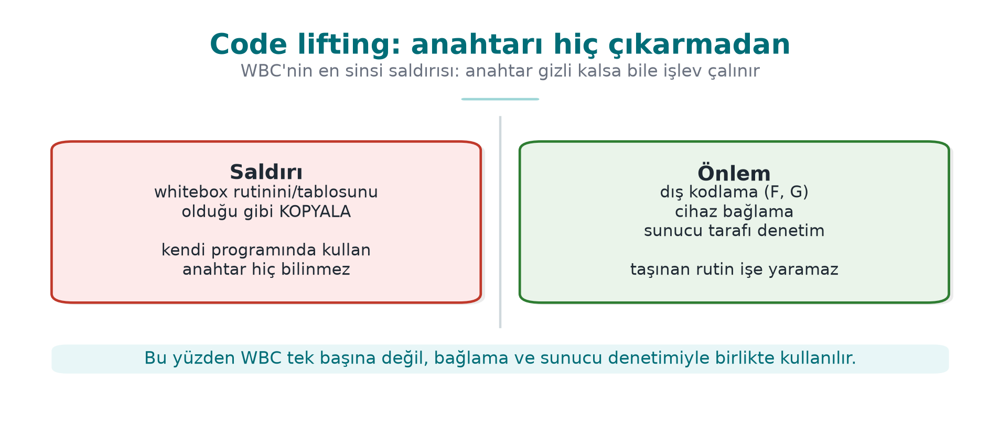 Code lifting: anahtarı hiç çıkarmadan
WBC'nin en sinsi saldırısı: anahtar gizli kalsa bile işlev çalınır
Saldırı
whitebox rutinini/tablosunu
olduğu gibi KOPYALA
kendi programında kullan
anahtar hiç bilinmez
Önlem
dış kodlama (F, G)
cihaz bağlama
sunucu tarafı denetim
taşınan rutin işe yaramaz
Bu yüzden WBC tek başına değil, bağlama ve sunucu denetimiyle birlikte kullanılır.